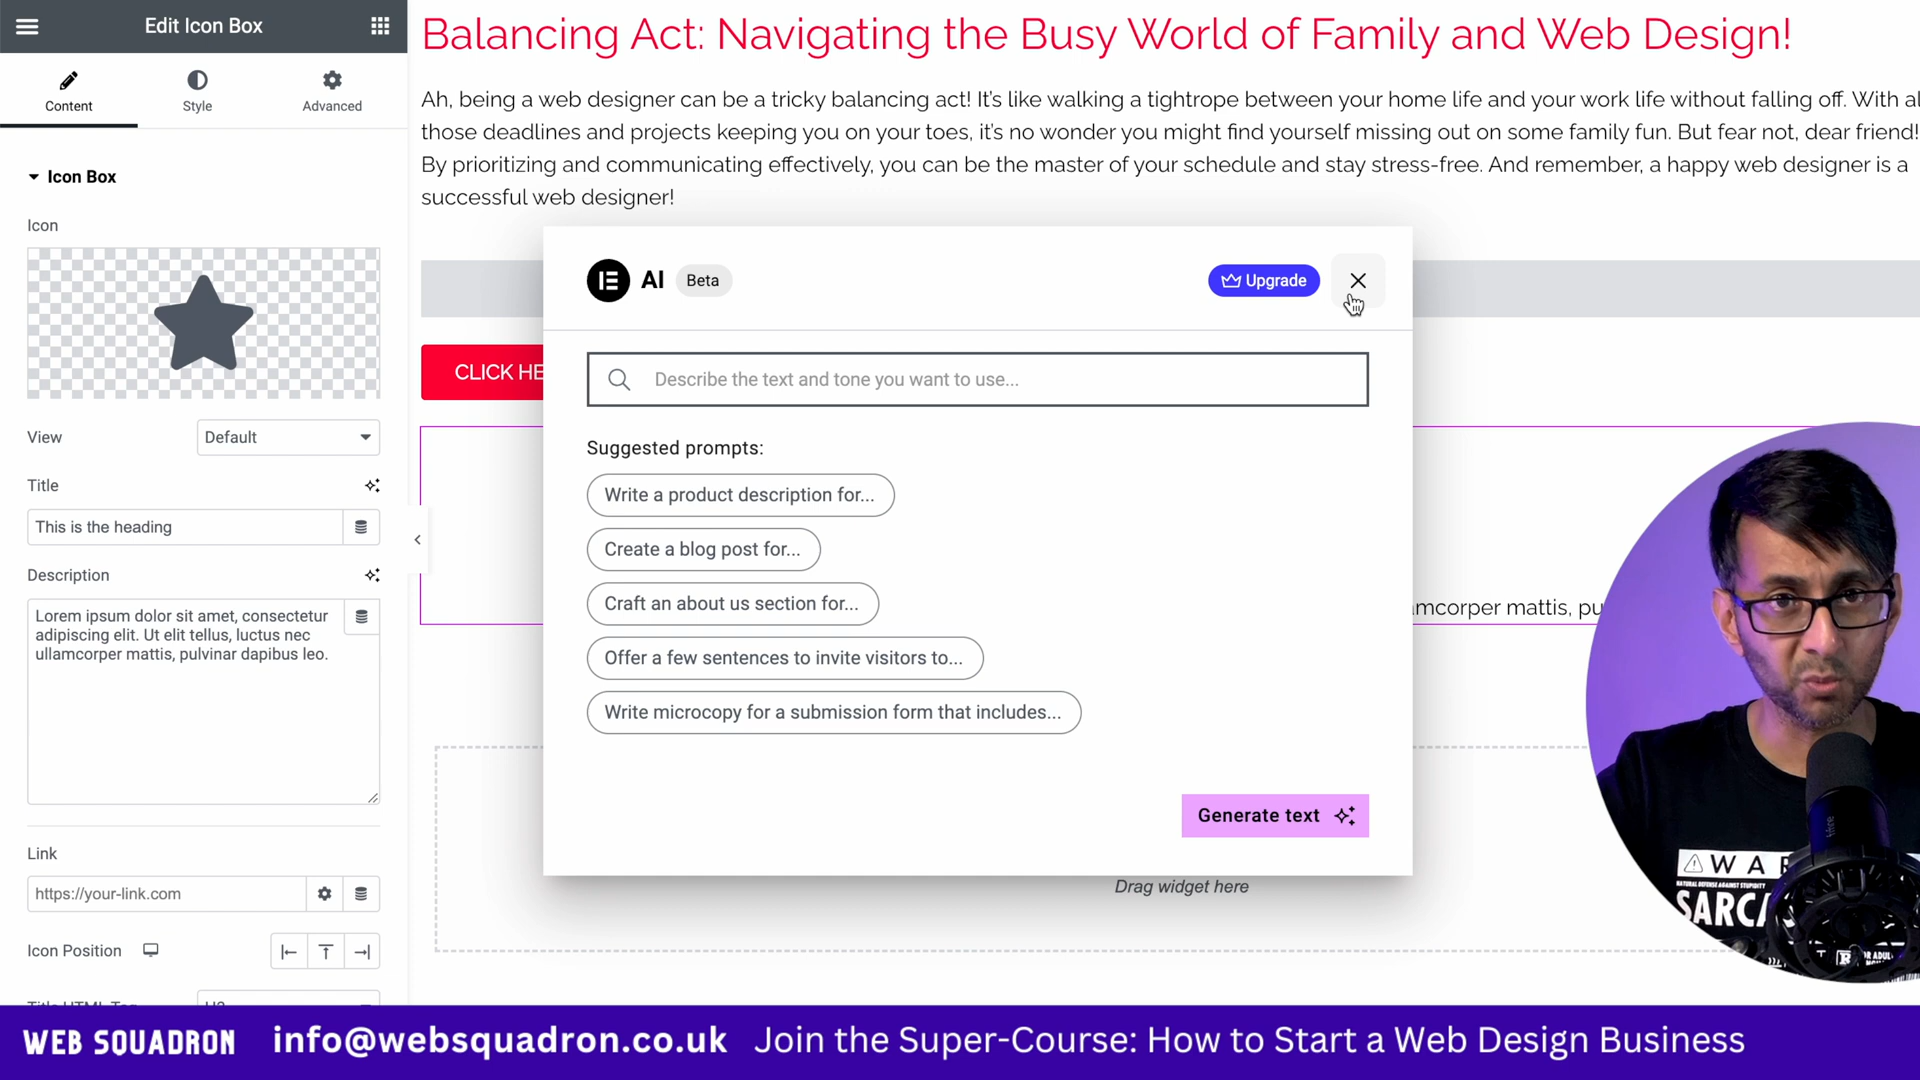 Edit Icon Box
Content
Style
Advanced
Icon Box
Icon
View
Default
Title
This is the heading
Description
Lorem ipsum dolor sit amet, consectetur
adipiscing elit. Ut elit tellus, luctus nec
ullamcorper mattis, pulvinar dapibus leo.
Link
https://your-link.com
Icon Position
Balancing Act: Navigating the Busy World of Family and Web Design!
Ah, being a web designer can be a tricky balancing act! It's like walking a tightrope between your home life and your work life without falling off. With al
those deadlines and projects keeping you on your toes, it's no wonder you might find yourself missing out on some family fun. But fear not, dear friend!
By prioritizing and communicating effectively, you can be the master of your schedule and stay stress-free. And remember, a happy web designer is a
successful web designer!
AI
Beta
Upgrade
CLICK HE
Describe the text and tone you want to use...
Suggested prompts:
Write a product description for...
Create a blog post for...
Craft an about us section for...
Offer a few sentences to invite visitors to...
Write microcopy for a submission form that includes...
Generate text
amcorper mattis, pu
Drag widget here
WAR
NATURAL DEFENSE AGAINST STUPIDITY
SARCA
WEB SQUADRON
info@websquadron.co.uk
Join the Super-Course: How to Start a Web Design Business